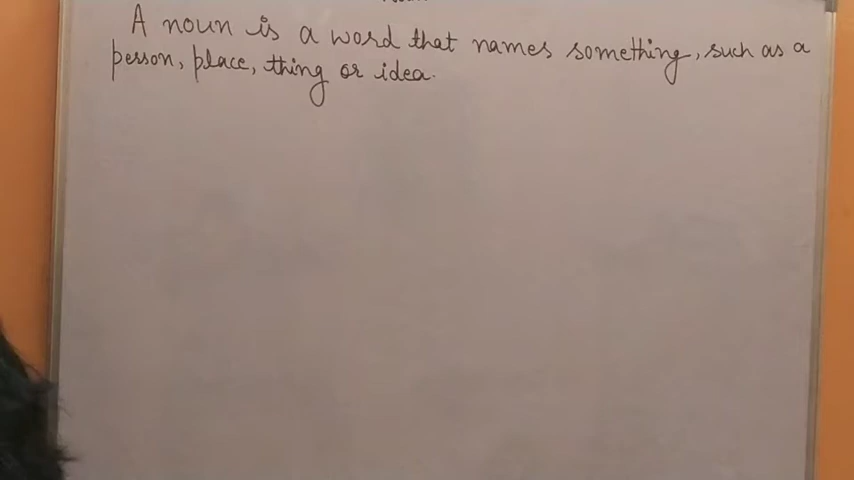 A noun is a word that names something, such as a
person, place, thing or idea.